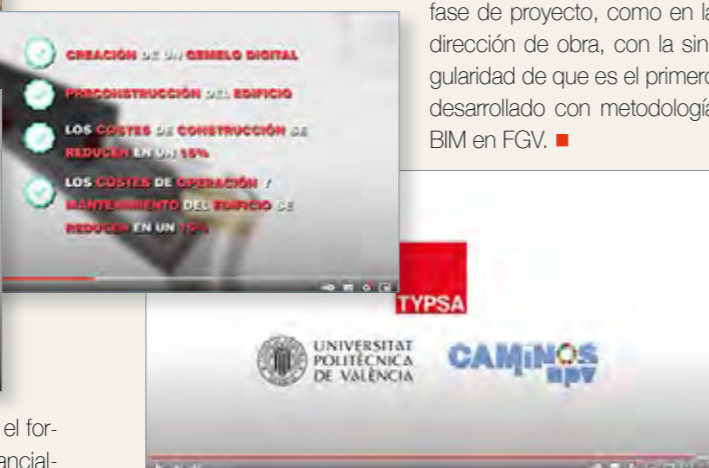 fase de proyecto, como en la
dirección de obra, con la sin-
gularidad de que es el primero
desarrollado con metodología
BIM en FGV.
CREACIÓN DE UN GEMELO DIGITAL
PRECONSTRUCCIÓN DEL EDIFICIO
LOS COSTES DE CONSTRUCCIÓN SE
REDUCEN EN UN 15%
LOS COSTES DE OPERACIÓN Y
MANTENIMIENTO DEL EDIFICIO SE
REDUCEN EN UN
TYPSA
UNIVERSITAT
POLITÈCNICA
DE VALÈNCIA
CAMiNOS
upv
el for-
ancial-